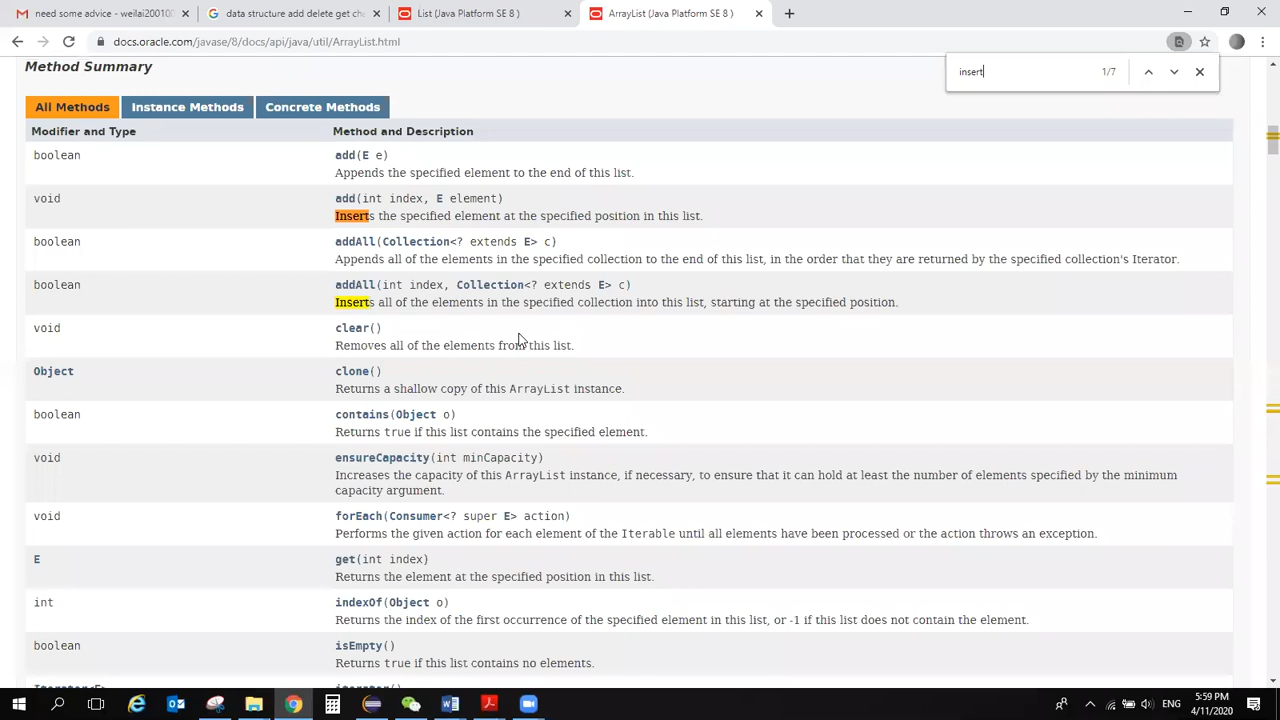 need some advice - weilai20010
data structure add delete get cha
List (Java Platform SE 8 )
ArrayList (Java Platform SE 8 )
docs.oracle.com/javase/8/docs/api/java/util/ArrayList.html
insert
1/7
Method Summary
All Methods Instance Methods Concrete Methods
Modifier and Type Method and Description
boolean add(E e)
Appends the specified element to the end of this list.
void add(int index, E element)
Inserts the specified element at the specified position in this list.
boolean addAll(Collection<? extends E> c)
Appends all of the elements in the specified collection to the end of this list, in the order that they are returned by the specified collection's Iterator.
boolean addAll(int index, Collection<? extends E> c)
Inserts all of the elements in the specified collection into this list, starting at the specified position.
void clear()
Removes all of the elements from this list.
Object clone()
Returns a shallow copy of this ArrayList instance.
boolean contains(Object o)
Returns true if this list contains the specified element.
void ensureCapacity(int minCapacity)
Increases the capacity of this ArrayList instance, if necessary, to ensure that it can hold at least the number of elements specified by the minimum
capacity argument.
void forEach(Consumer<? super E> action)
Performs the given action for each element of the Iterable until all elements have been processed or the action throws an exception.
E get(int index)
Returns the element at the specified position in this list.
int indexOf(Object o)
Returns the index of the first occurrence of the specified element in this list, or -1 if this list does not contain the element.
boolean isEmpty()
Returns true if this list contains no elements.
Iterator<E> iterator()
ENG
5:59 PM
4/11/2020